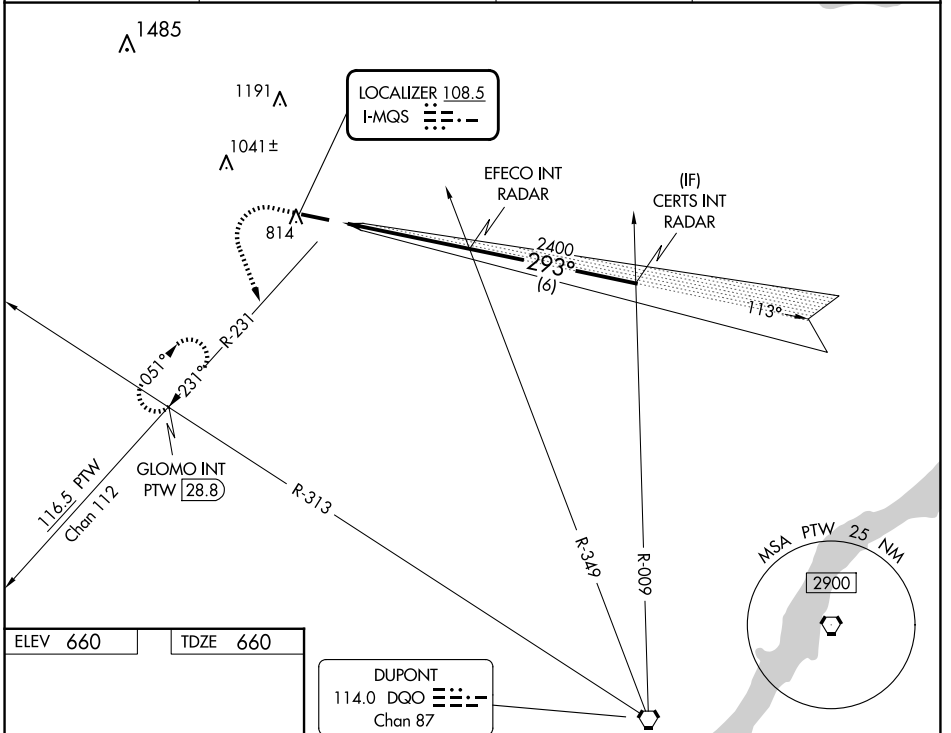 1485
1191
1041±
814
LOCALIZER 108.5
I-MQS
EFECO INT
RADAR
(IF)
CERTS INT
RADAR
2400
293°
(6)
113°
R-231
051°
231°
GLOMO INT
PTW 28.8
116.5 PTW
Chan 112
R-313
R-349
R-009
MSA PTW 25 NM
2900
ELEV 660
TDZE 660
DUPONT
114.0 DQO
Chan 87